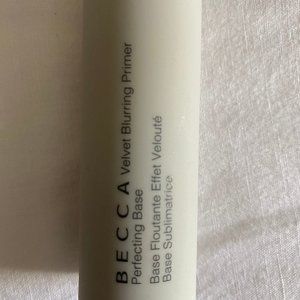 BECCA Velvet Blurring Primer
Perfecting Base
Base Floutante Effet Velouté
Base Sublimatrice